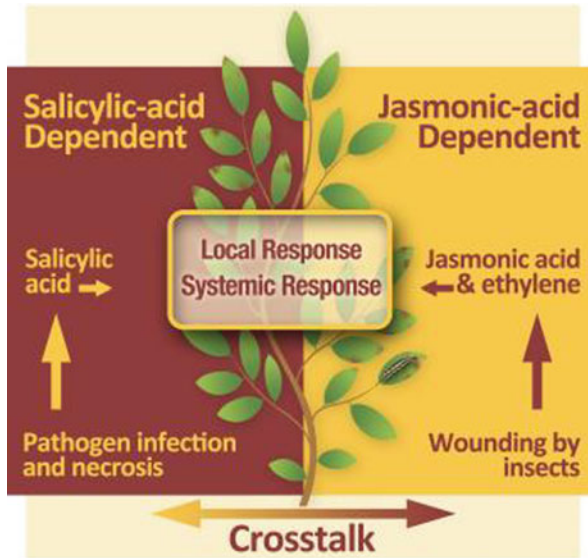 Salicylic-acid
Dependent
Jasmonic-acid
Dependent
Local Response
Systemic Response
Salicylic
acid
Jasmonic acid
& ethylene
Pathogen infection
and necrosis
Wounding by
insects
Crosstalk